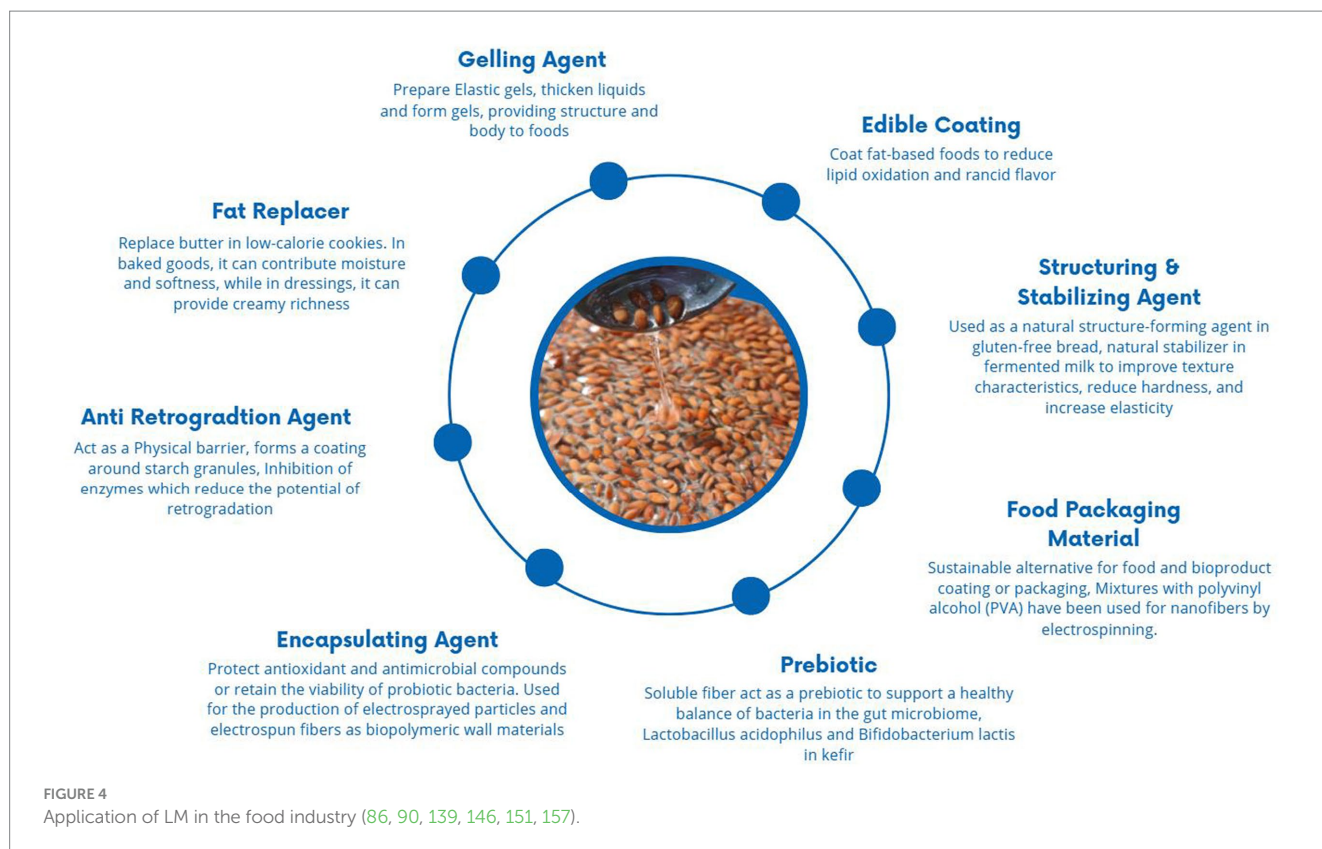 Gelling Agent
Prepare Elastic gels, thicken liquids
and form gels, providing structure and
body to foods
Edible Coating
Coat fat-based foods to reduce
lipid oxidation and rancid flavor
Fat Replacer
Replace butter in low-calorie cookies. In
baked goods, it can contribute moisture
and softness, while in dressings, it can
provide creamy richness
Structuring &
Stabilizing Agent
Used as a natural structure-forming agent in
gluten-free bread, natural stabilizer in
fermented milk to improve texture
characteristics, reduce hardness, and
increase elasticity
Anti Retrogradtion Agent
Act as a Physical barrier, forms a coating
around starch granules, Inhibition of
enzymes which reduce the potential of
retrogradation
Food Packaging
Material
Sustainable alternative for food and bioproduct
coating or packaging, Mixtures with polyvinyl
alcohol (PVA) have been used for nanofibers by
electrospinning.
Encapsulating Agent
Protect antioxidant and antimicrobial compounds
or retain the viability of probiotic bacteria. Used
for the production of electrosprayed particles and
electrospun fibers as biopolymeric wall materials
Prebiotic
Soluble fiber act as a prebiotic to support a healthy
balance of bacteria in the gut microbiome,
Lactobacillus acidophilus and Bifidobacterium lactis
in kefir
FIGURE 4
Application of LM in the food industry (86, 90, 139, 146, 151, 157).